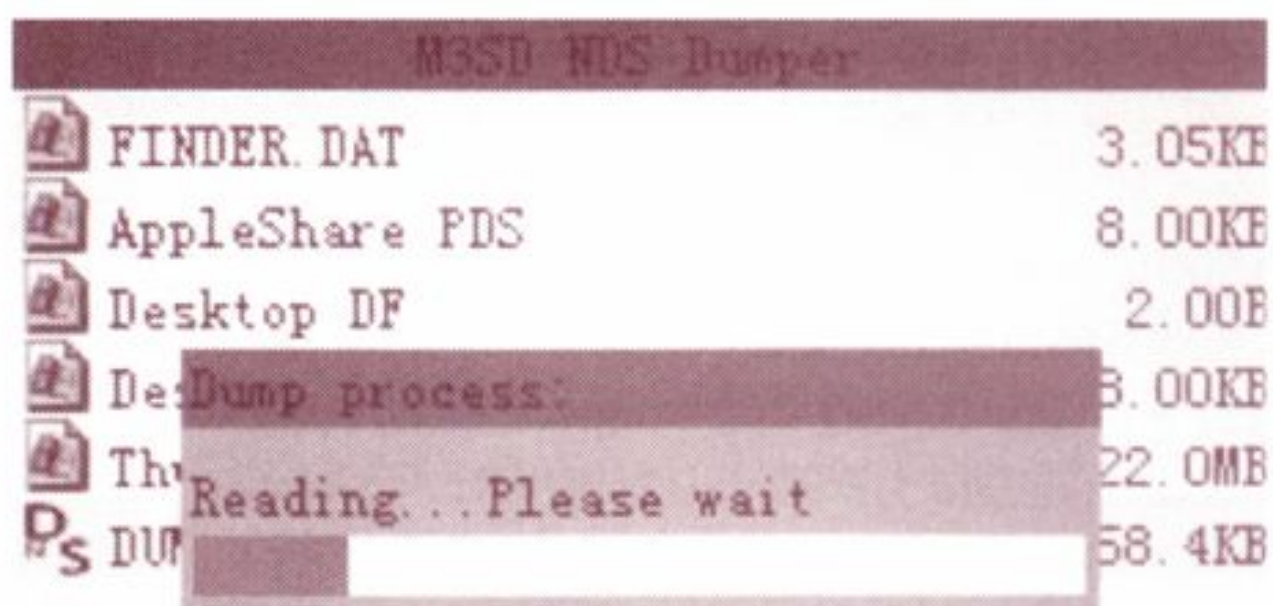 M3SD NDS Dumper
FINDER.DAT 3.05KB
AppleShare PDS 8.00KB
Desktop DF 2.00B
Dump process:
8.00KB
Reading...Please wait
22.0MB
58.4KB